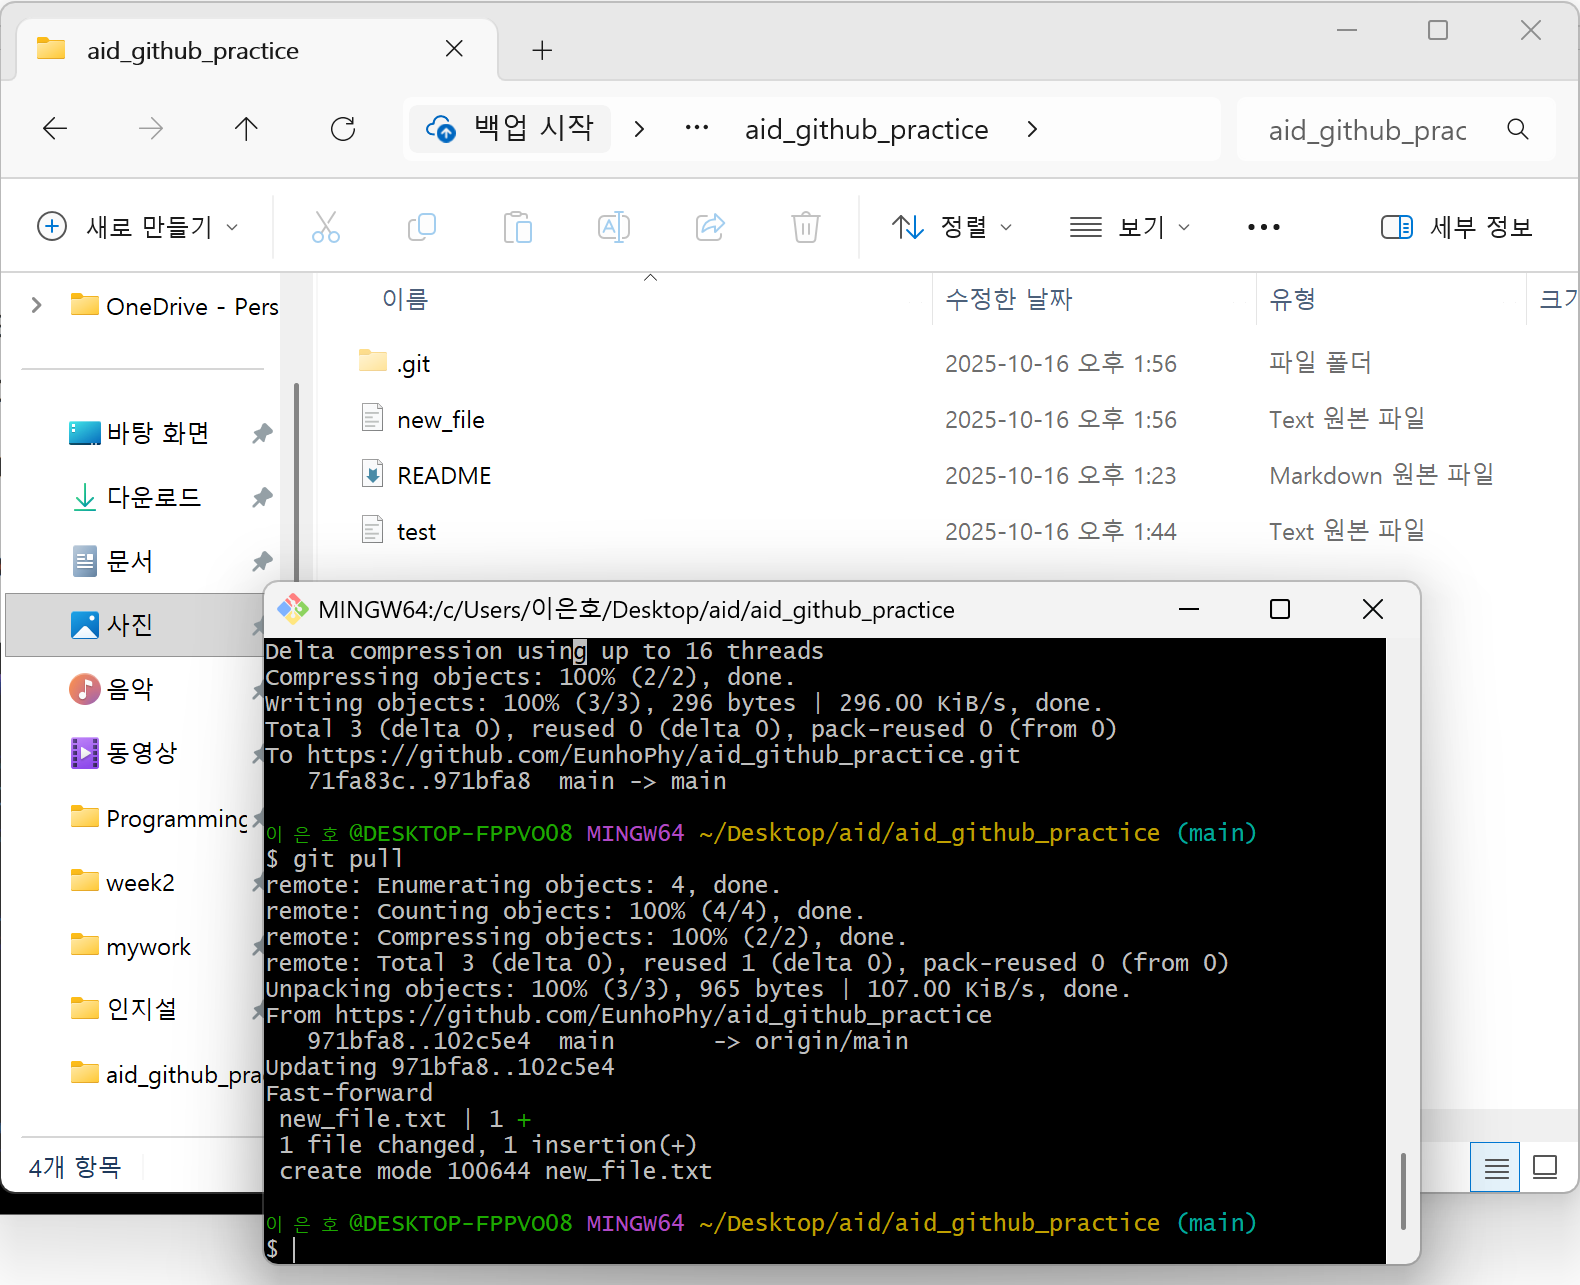 aid_github_practice
백업 시작
aid_github_practice
aid_github_prac
새로 만들기
정렬
보기
세부 정보
이름
수정한 날짜
유형
OneDrive - Pers
.git 2025-10-16 오후 1:56 파일 폴더
new_file 2025-10-16 오후 1:56 Text 원본 파일
README 2025-10-16 오후 1:23 Markdown 원본 파일
test 2025-10-16 오후 1:44 Text 원본 파일
바탕 화면
다운로드
문서
사진
음악
동영상
Programming
week2
mywork
인지설
aid_github_pra
4개 항목
MINGW64:/c/Users/이은호/Desktop/aid/aid_github_practice
Delta compression using up to 16 threads
Compressing objects: 100% (2/2), done.
Writing objects: 100% (3/3), 296 bytes | 296.00 KiB/s, done.
Total 3 (delta 0), reused 0 (delta 0), pack-reused 0 (from 0)
To https://github.com/EunhoPhy/aid_github_practice.git
71fa83c..971bfa8  main -> main
이은호@DESKTOP-FPPVO08 MINGW64 ~/Desktop/aid/aid_github_practice (main)
$ git pull
remote: Enumerating objects: 4, done.
remote: Counting objects: 100% (4/4), done.
remote: Compressing objects: 100% (2/2), done.
remote: Total 3 (delta 0), reused 1 (delta 0), pack-reused 0 (from 0)
Unpacking objects: 100% (3/3), 965 bytes | 107.00 KiB/s, done.
From https://github.com/EunhoPhy/aid_github_practice
971bfa8..102c5e4  main       -> origin/main
Updating 971bfa8..102c5e4
Fast-forward
new_file.txt | 1 +
1 file changed, 1 insertion(+)
create mode 100644 new_file.txt
이은호@DESKTOP-FPPVO08 MINGW64 ~/Desktop/aid/aid_github_practice (main)
$